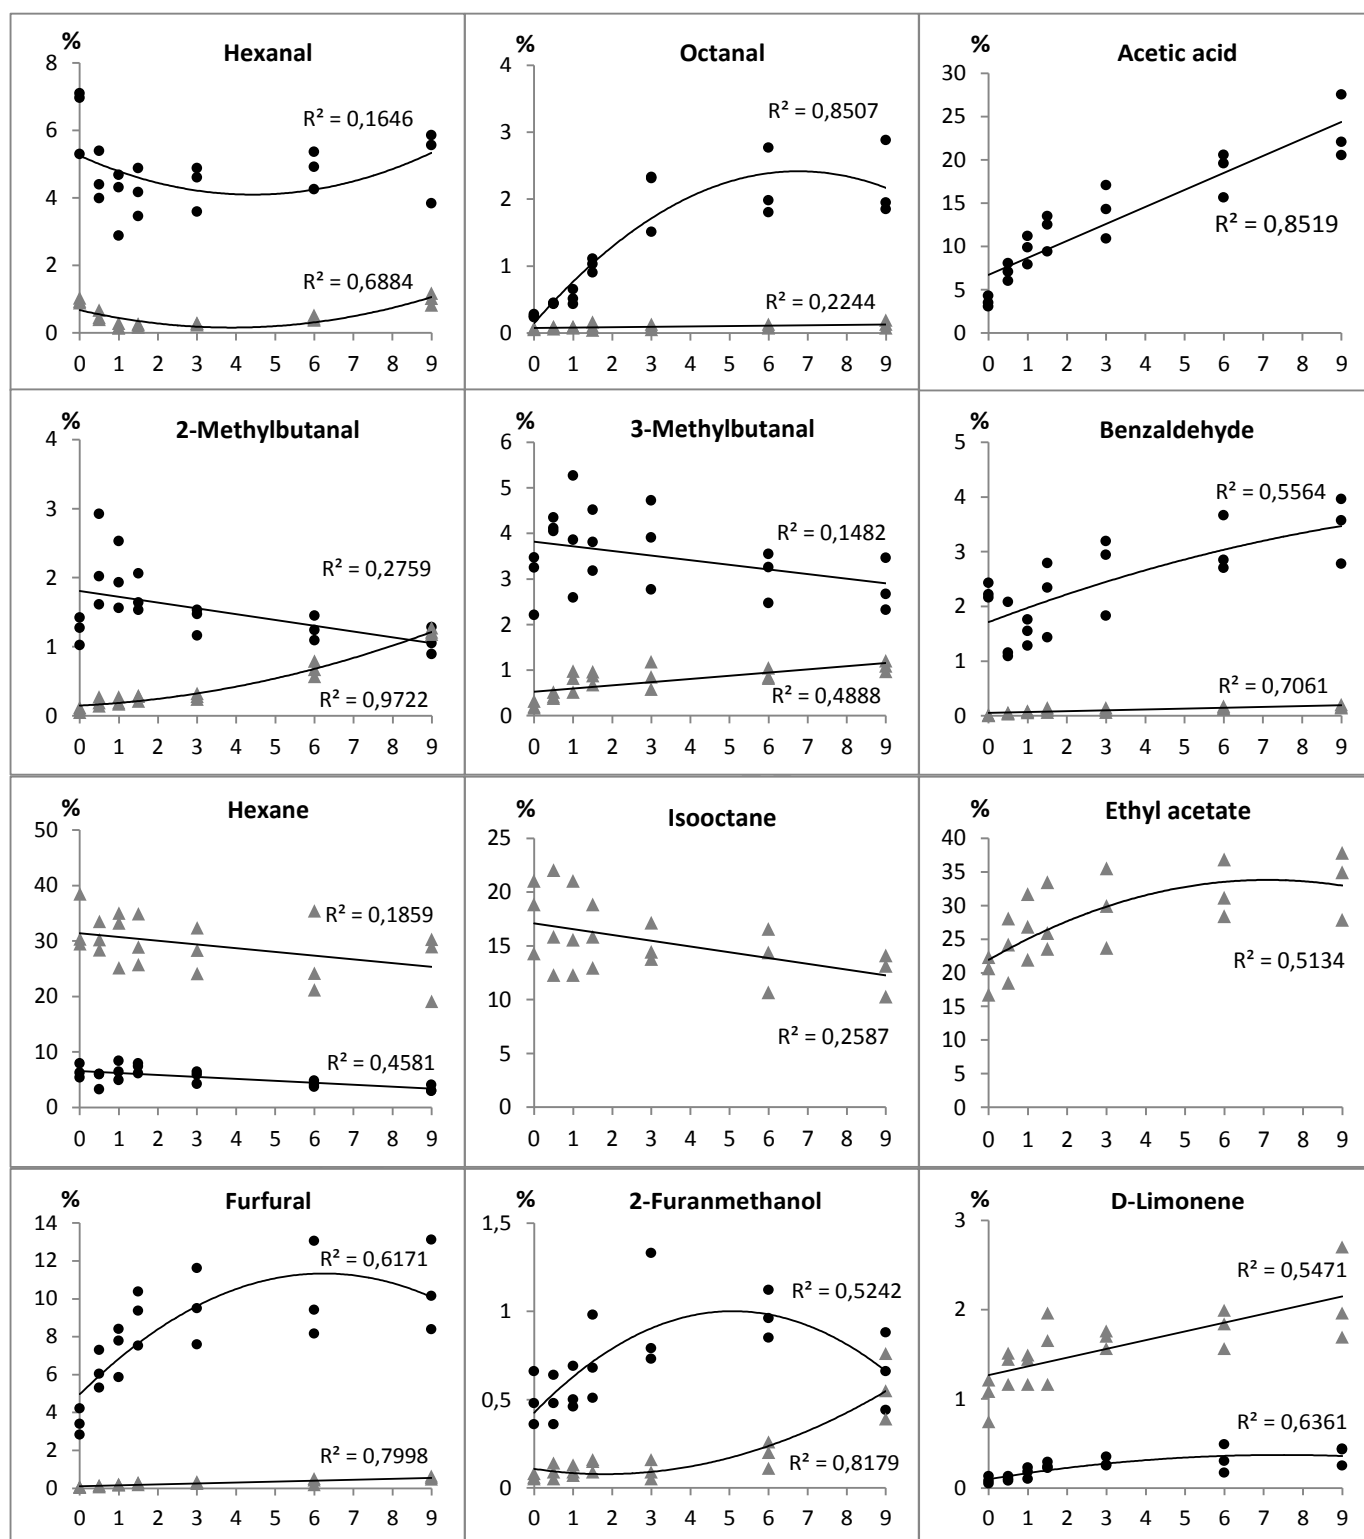 %
Hexanal
8
6
4
2
0
R² = 0,1646
R² = 0,6884
0 1 2 3 4 5 6 7 8 9
%
Octanal
4
3
2
1
0
R² = 0,8507
R² = 0,2244
0 1 2 3 4 5 6 7 8 9
%
Acetic acid
30
25
20
15
10
5
0
R² = 0,8519
0 1 2 3 4 5 6 7 8 9
%
2-Methylbutanal
4
3
2
1
0
R² = 0,2759
R² = 0,9722
0 1 2 3 4 5 6 7 8 9
%
3-Methylbutanal
6
5
4
3
2
1
0
R² = 0,1482
R² = 0,4888
0 1 2 3 4 5 6 7 8 9
%
Benzaldehyde
5
4
3
2
1
0
R² = 0,5564
R² = 0,7061
0 1 2 3 4 5 6 7 8 9
%
Hexane
50
40
30
20
10
0
R² = 0,1859
R² = 0,4581
0 1 2 3 4 5 6 7 8 9
%
Isooctane
25
20
15
10
5
0
R² = 0,2587
0 1 2 3 4 5 6 7 8 9
%
Ethyl acetate
40
35
30
25
20
15
10
5
0
R² = 0,5134
0 1 2 3 4 5 6 7 8 9
%
Furfural
14
12
10
8
6
4
2
0
R² = 0,6171
R² = 0,7998
0 1 2 3 4 5 6 7 8 9
%
2-Furanmethanol
1,5
1
0,5
0
R² = 0,5242
R² = 0,8179
0 1 2 3 4 5 6 7 8 9
%
D-Limonene
3
2
1
0
R² = 0,5471
R² = 0,6361
0 1 2 3 4 5 6 7 8 9